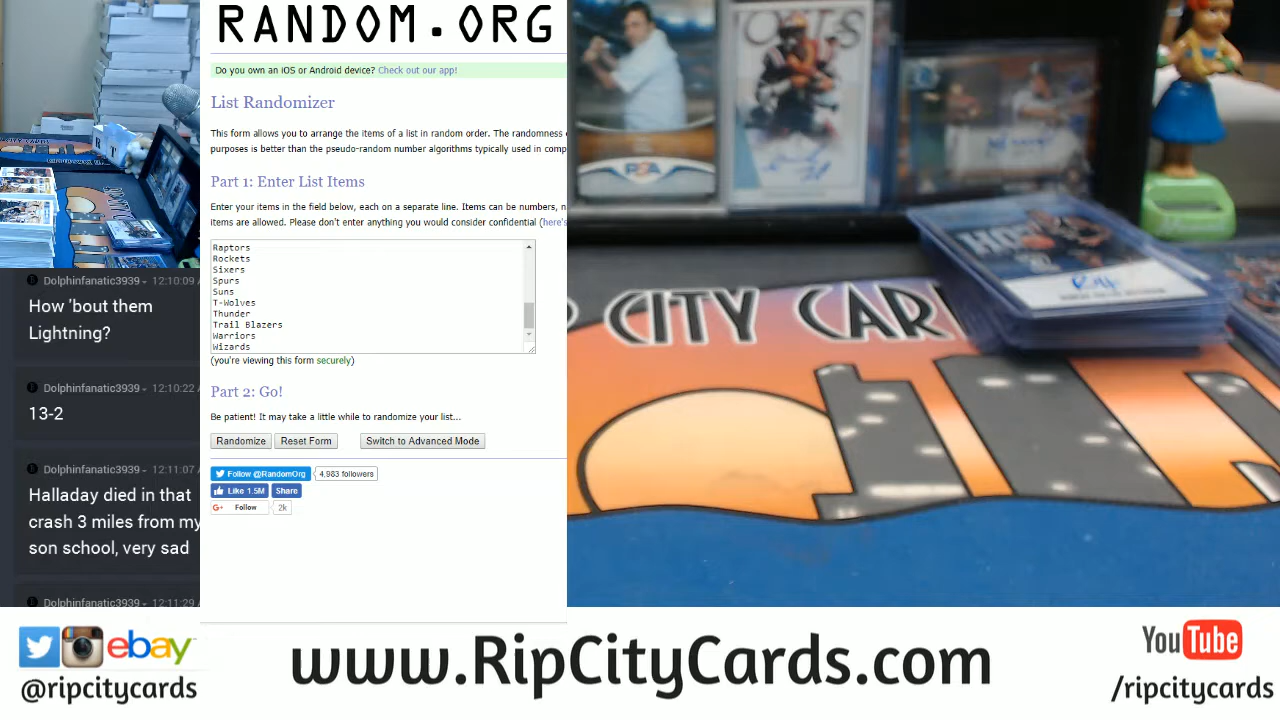 RANDOM.ORG
Do you own an iOS or Android device? Check out our app!
List Randomizer
This form allows you to arrange the items of a list in random order. The randomness
purposes is better than the pseudo-random number algorithms typically used in comp
Part 1: Enter List Items
Enter your items in the field below, each on a separate line. Items can be numbers, n
items are allowed. Please don't enter anything you would consider confidential (here's
Raptors
Rockets
Sixers
Spurs
Suns
T-Wolves
Thunder
Trail Blazers
Warriors
Wizards
(you're viewing this form securely)
Part 2: Go!
Be patient! It may take a little while to randomize your list...
Randomize Reset Form Switch to Advanced Mode
Follow @RandomOrg 4,983 followers
Like 1.5M Share
G+ Follow 2k
Dolphinfanatic3939 12:10:09
How 'bout them
Lightning?
Dolphinfanatic3939 12:10:22
13-2
Dolphinfanatic3939 12:11:07
Halladay died in that
crash 3 miles from my
son school, very sad
Dolphinfanatic3939 12:11:29
CITY CAR
ebay
@ripcitycards
www.RipCityCards.com
YouTube
/ripcitycards